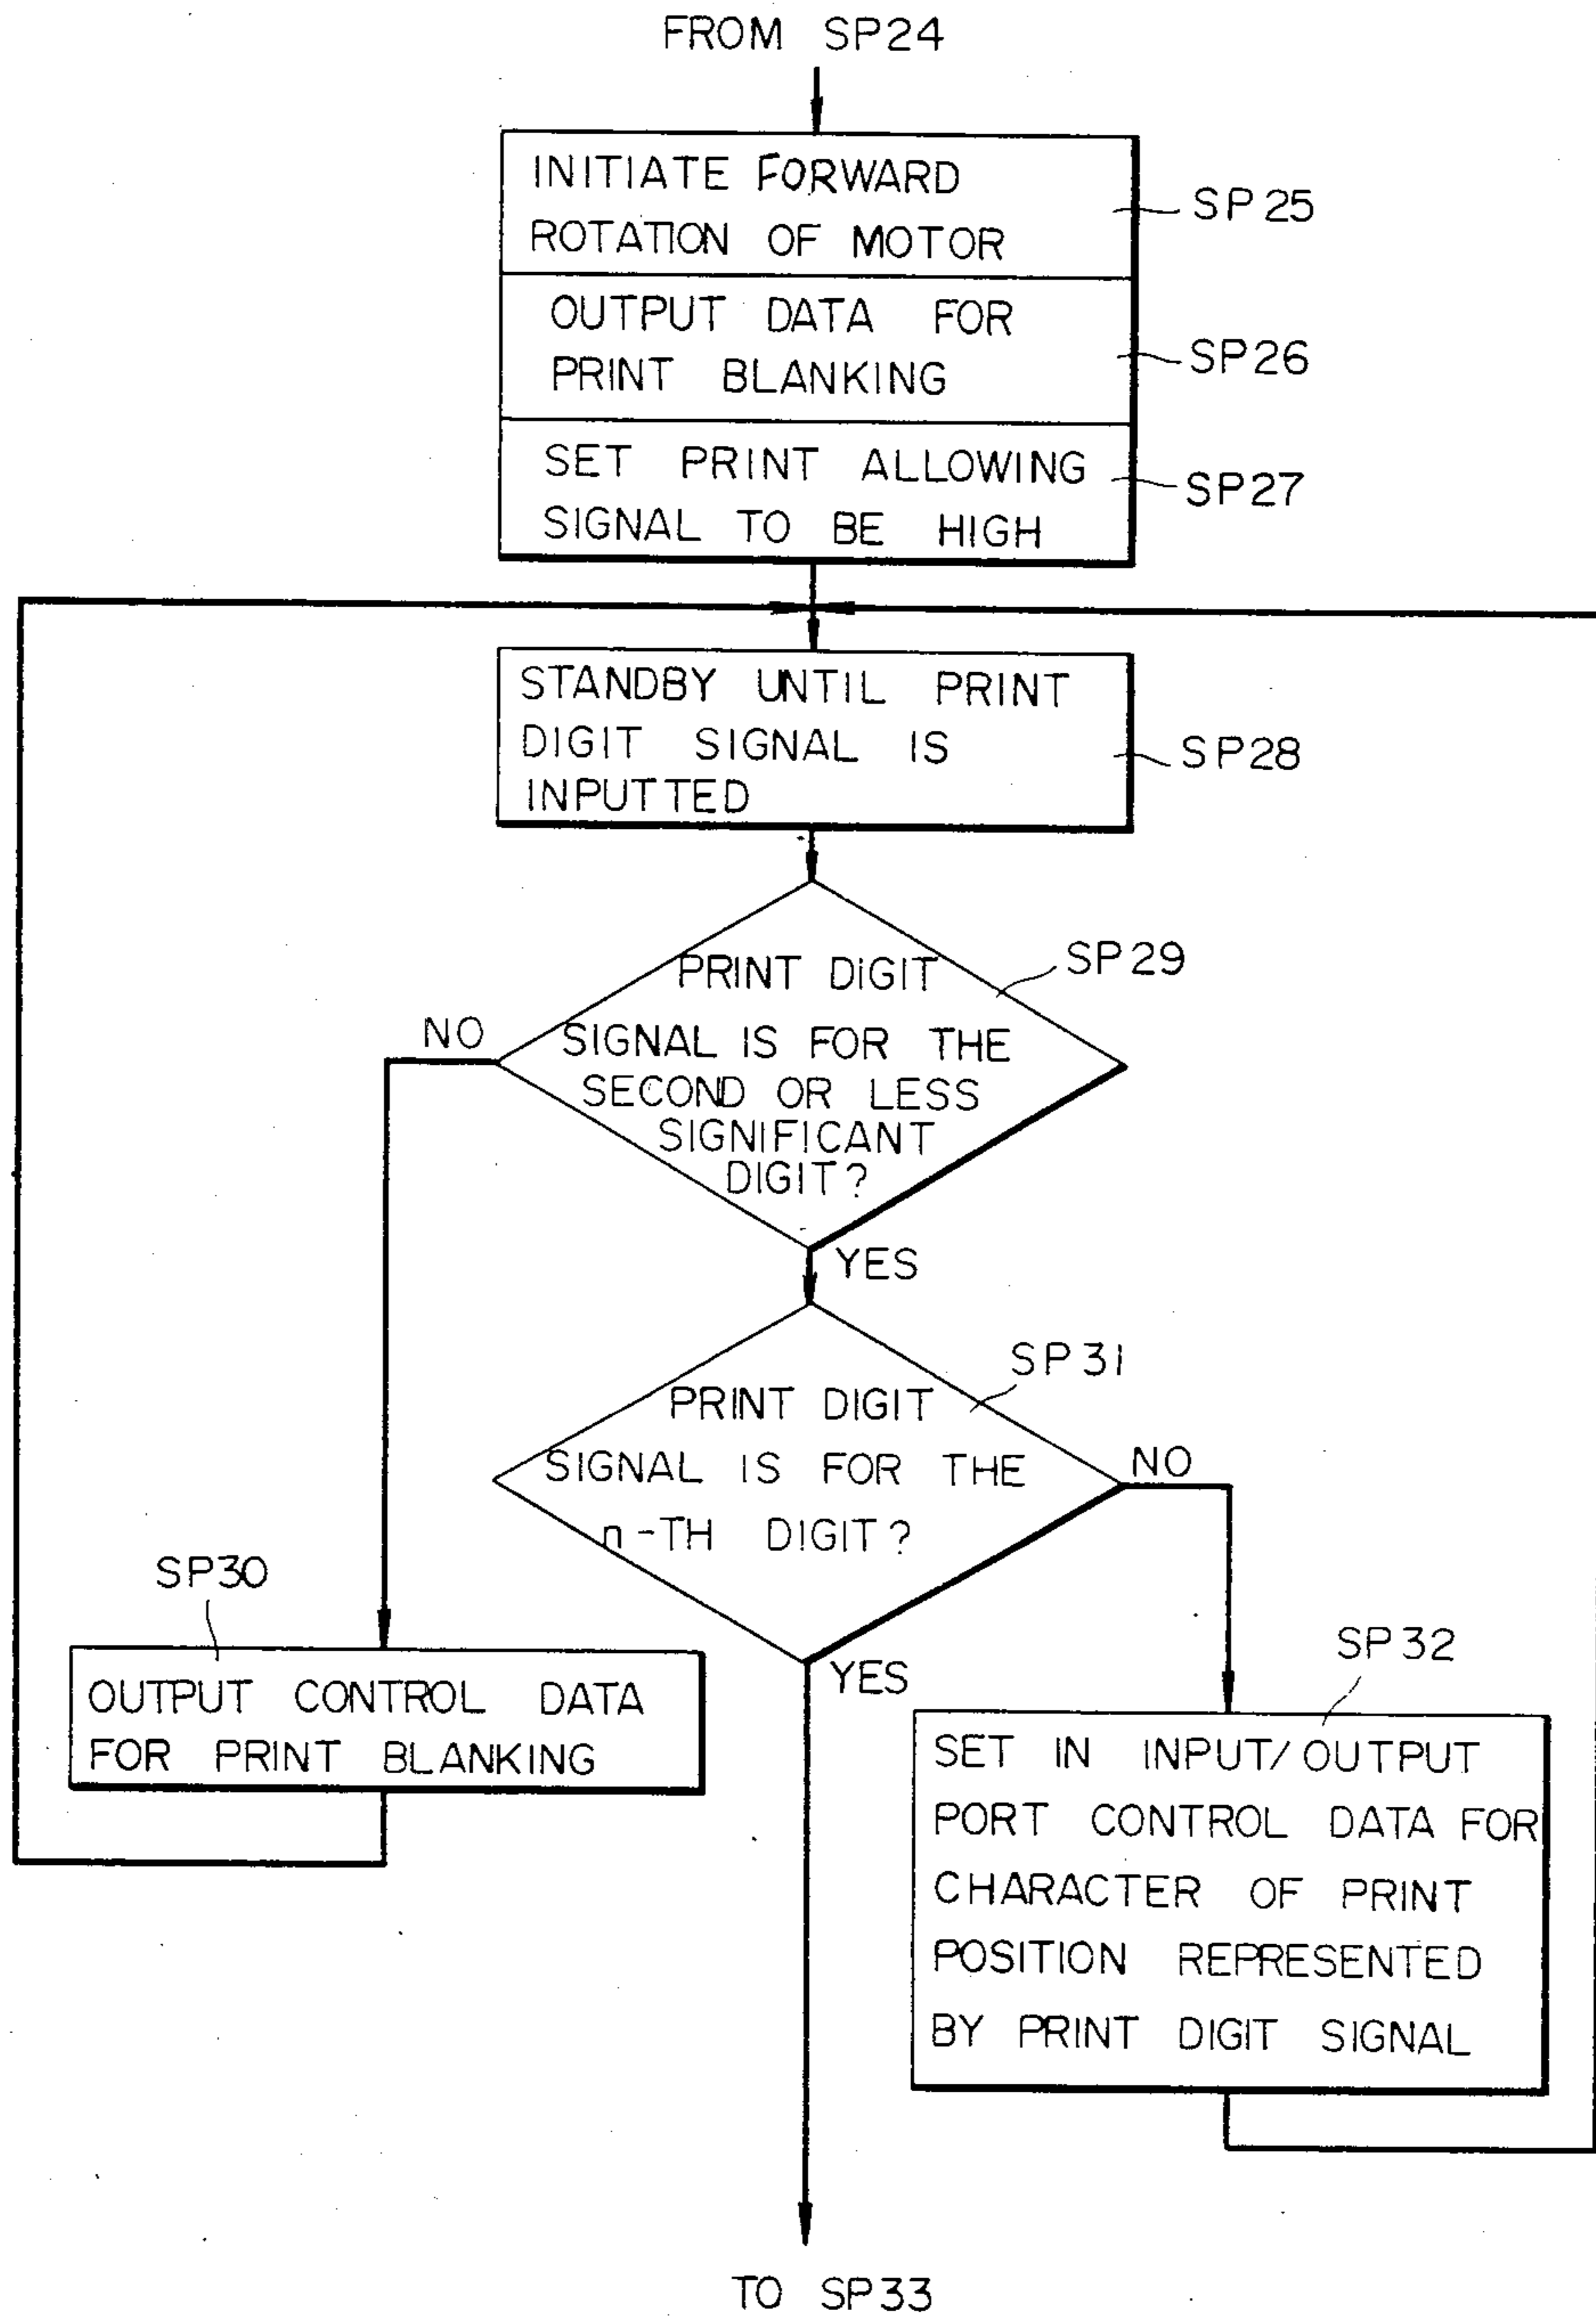 FROM SP24
INITIATE FORWARD
ROTATION OF MOTOR
SP25
OUTPUT DATA FOR
PRINT BLANKING
SP26
SET PRINT ALLOWING
SIGNAL TO BE HIGH
SP27
STANDBY UNTIL PRINT
DIGIT SIGNAL IS
INPUTTED
SP28
PRINT DIGIT
SIGNAL IS FOR THE
SECOND OR LESS
SIGNIFICANT
DIGIT?
SP29
NO
YES
PRINT DIGIT
SIGNAL IS FOR THE
n-TH DIGIT?
SP31
NO
YES
SP30
OUTPUT CONTROL DATA
FOR PRINT BLANKING
SP32
SET IN INPUT/OUTPUT
PORT CONTROL DATA FOR
CHARACTER OF PRINT
POSITION REPRESENTED
BY PRINT DIGIT SIGNAL
TO SP33